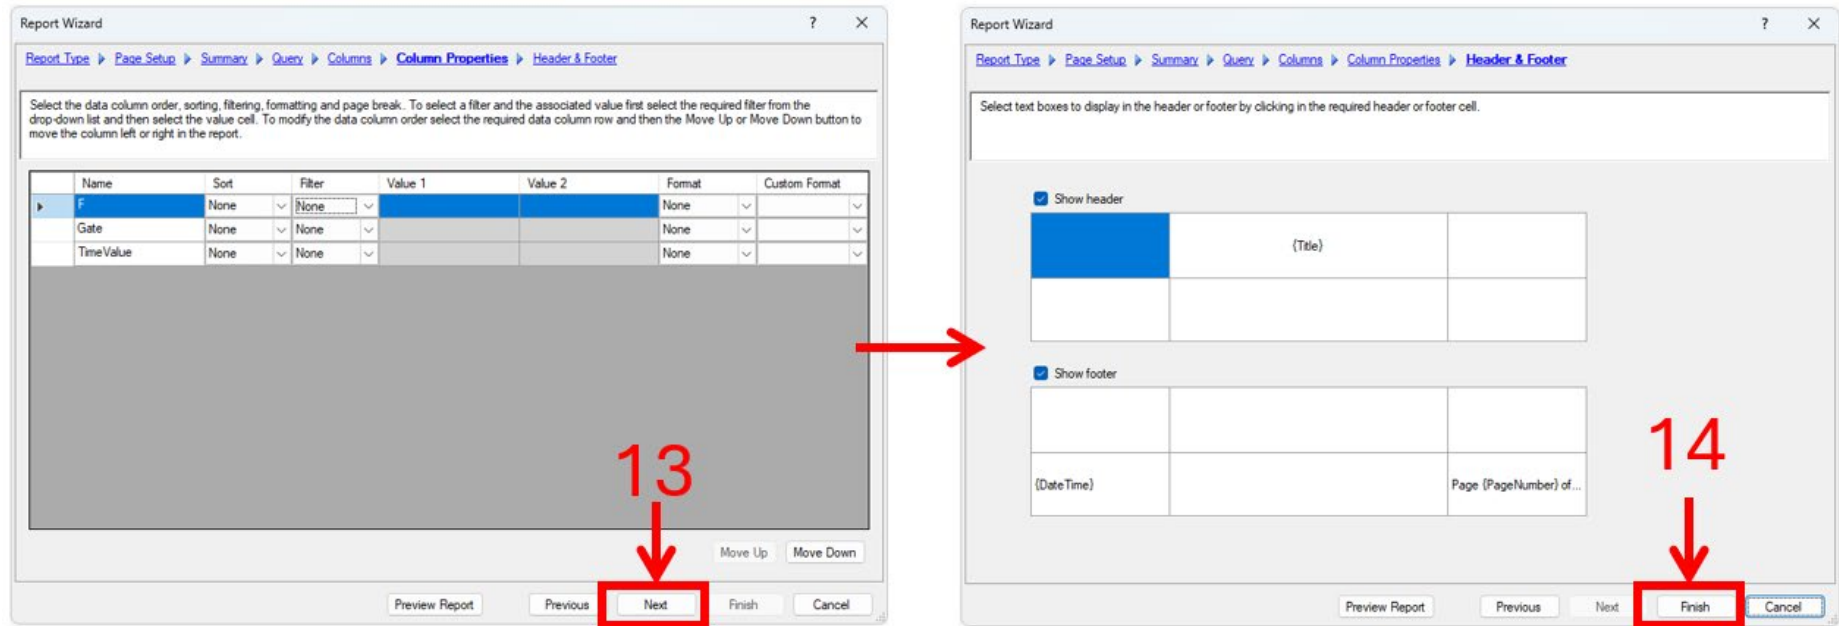 Report Wizard ? ×
Report Type Page Setup Summary Query Columns Column Properties Header & Footer
Select the data column order, sorting, filtering, formatting and page break. To select a filter and the associated value first select the required filter from the
drop-down list and then select the value cell. To modify the data column order select the required data column row and then the Move Up or Move Down button to
move the column left or right in the report.
Name Sort Filter Value 1 Value 2 Format Custom Format
F None None None
Gate None None None
TimeValue None None None
13
Move Up Move Down
Preview Report Previous Next Finish Cancel
Report Wizard ? ×
Report Type Page Setup Summary Query Columns Column Properties Header & Footer
Select text boxes to display in the header or footer by clicking in the required header or footer cell.
Show header
{Title}
Show footer
{DateTime} Page {PageNumber} of...
14
Preview Report Previous Next Finish Cancel